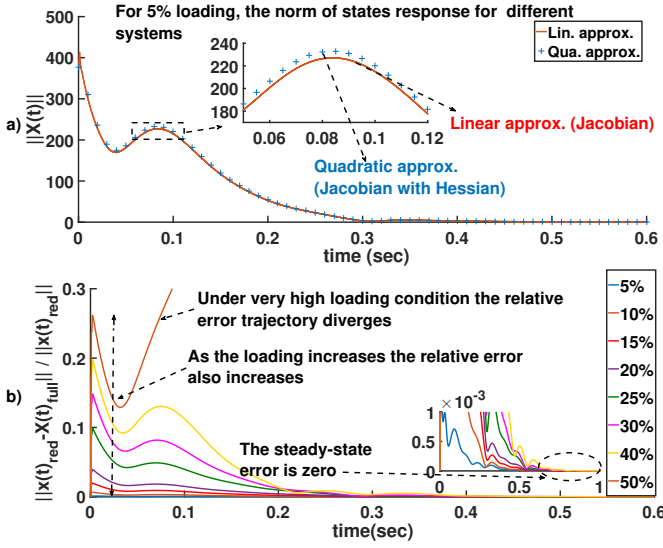 For 5% loading, the norm of states response for different
systems
Lin. approx.
Qua. approx.
a)
||X(t)||
500
400
300
200
100
0
240
220
200
180
0.06
0.08
0.1
0.12
Linear approx. (Jacobian)
Quadratic approx.
(Jacobian with Hessian)
0
0.1
0.2
0.3
0.4
0.5
0.6
time (sec)
b)
||x(t)red-X(t)full|| / ||x(t)red||
0.3
0.2
0.1
0
Under very high loading condition the relative
error trajectory diverges
As the loading increases the relative error
also increases
The steady-state
error is zero
× 10-3
1
0
0
0.5
1
5%
10%
15%
20%
25%
30%
40%
50%
0
0.1
0.2
0.3
0.4
0.5
0.6
time(sec)